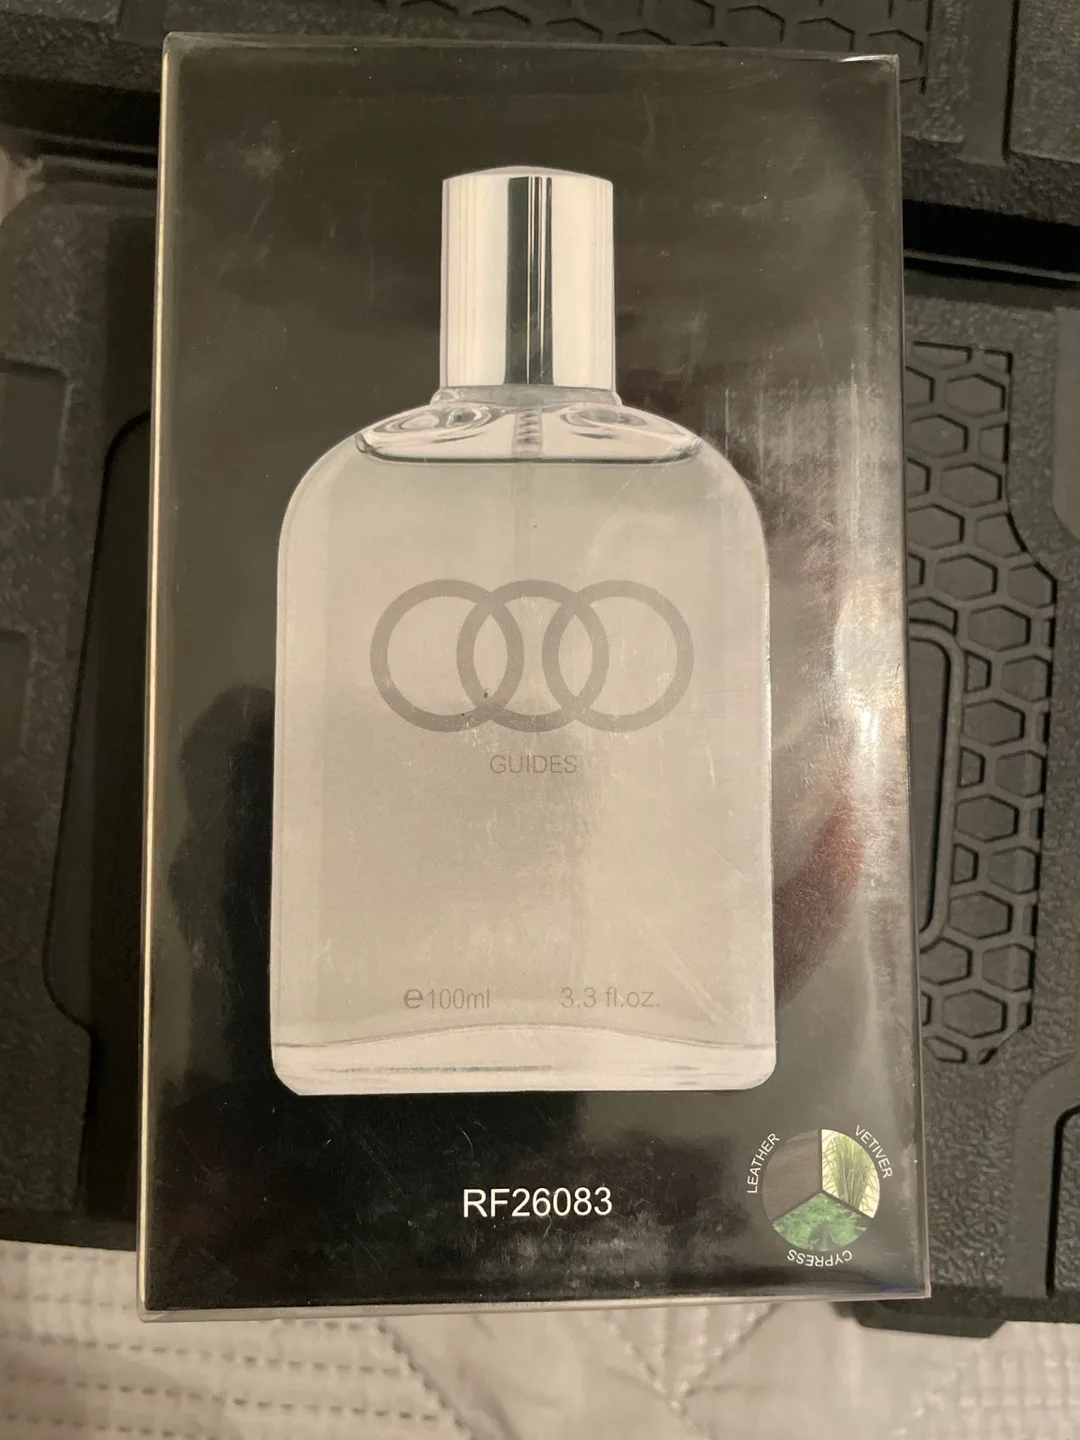 GUIDES
e100ml 3.3 fl.oz.
RF26083
LEATHER
VETIVER
CYPRESS